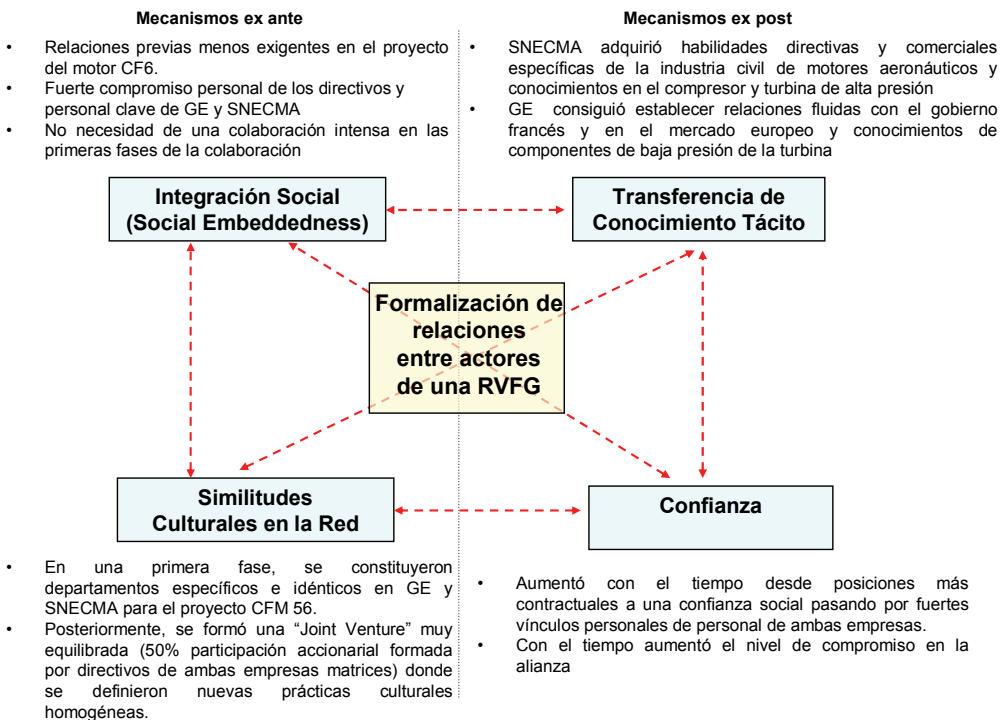 Mecanismos ex ante
• Relaciones previas menos exigentes en el proyecto
del motor CF6.
• Fuerte compromiso personal de los directivos y
personal clave de GE y SNECMA
• No necesidad de una colaboración intensa en las
primeras fases de la colaboración
Mecanismos ex post
• SNECMA adquirió habilidades directivas y comerciales
específicas de la industria civil de motores aeronáuticos y
conocimientos en el compresor y turbina de alta presión
• GE consiguió establecer relaciones fluidas con el gobierno
francés y en el mercado europeo y conocimientos de
componentes de baja presión de la turbina
Integración Social
(Social Embeddedness)
Transferencia de
Conocimiento Tácito
Formalización de
relaciones
entre actores
de una RVFG
Similitudes
Culturales en la Red
Confianza
• En una primera fase, se constituyeron
departamentos específicos e idénticos en GE y
SNECMA para el proyecto CFM 56.
• Posteriormente, se formó una “Joint Venture” muy
equilibrada (50% participación accionarial formada
por directivos de ambas empresas matrices) donde
se definieron nuevas prácticas culturales
homogéneas.
• Aumentó con el tiempo desde posiciones más
contractuales a una confianza social pasando por fuertes
vínculos personales de personal de ambas empresas.
• Con el tiempo aumentó el nivel de compromiso en la
alianza